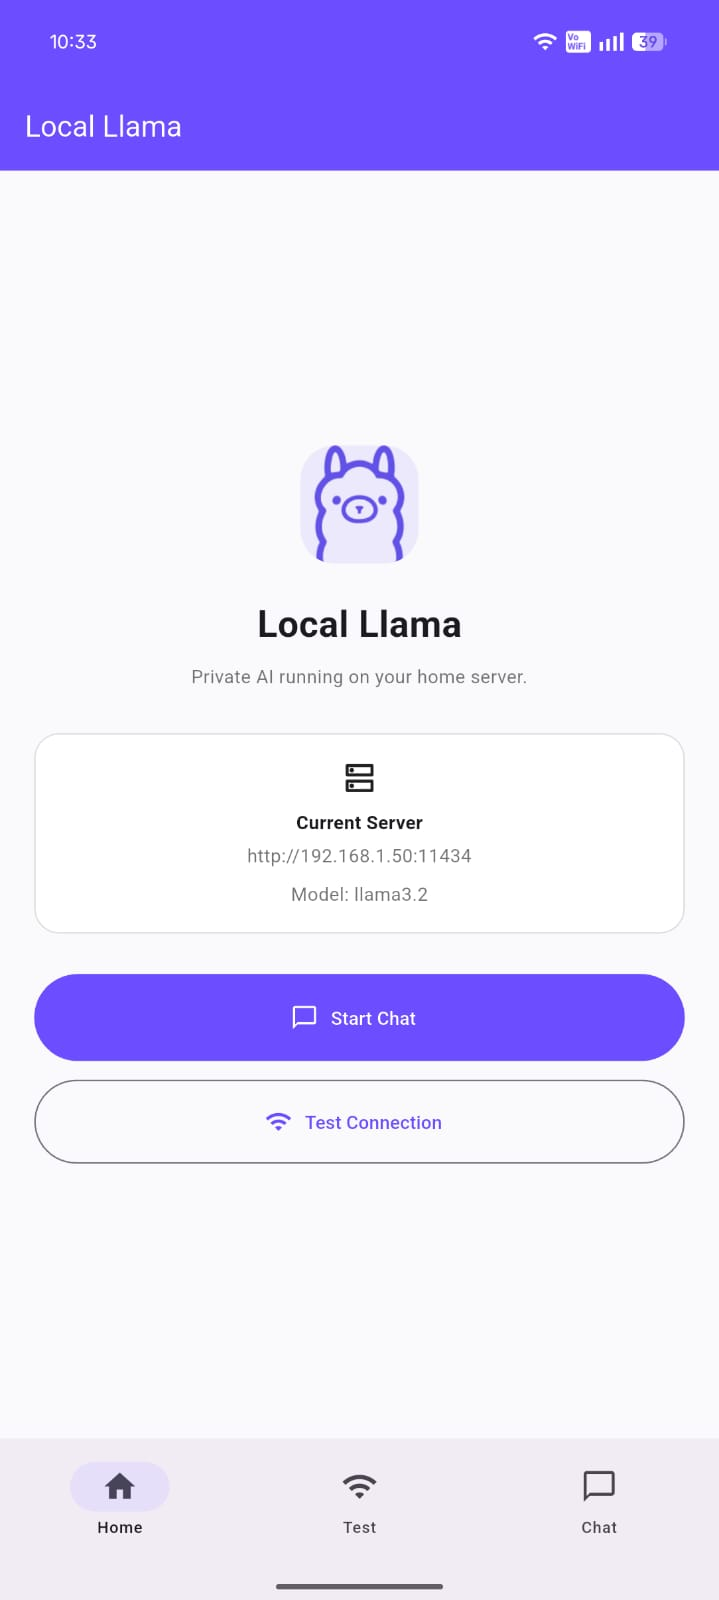 10:33
Vo
WiFi
39
Local Llama
Local Llama
Private AI running on your home server.
Current Server
http://192.168.1.50:11434
Model: llama3.2
Start Chat
Test Connection
Home
Test
Chat